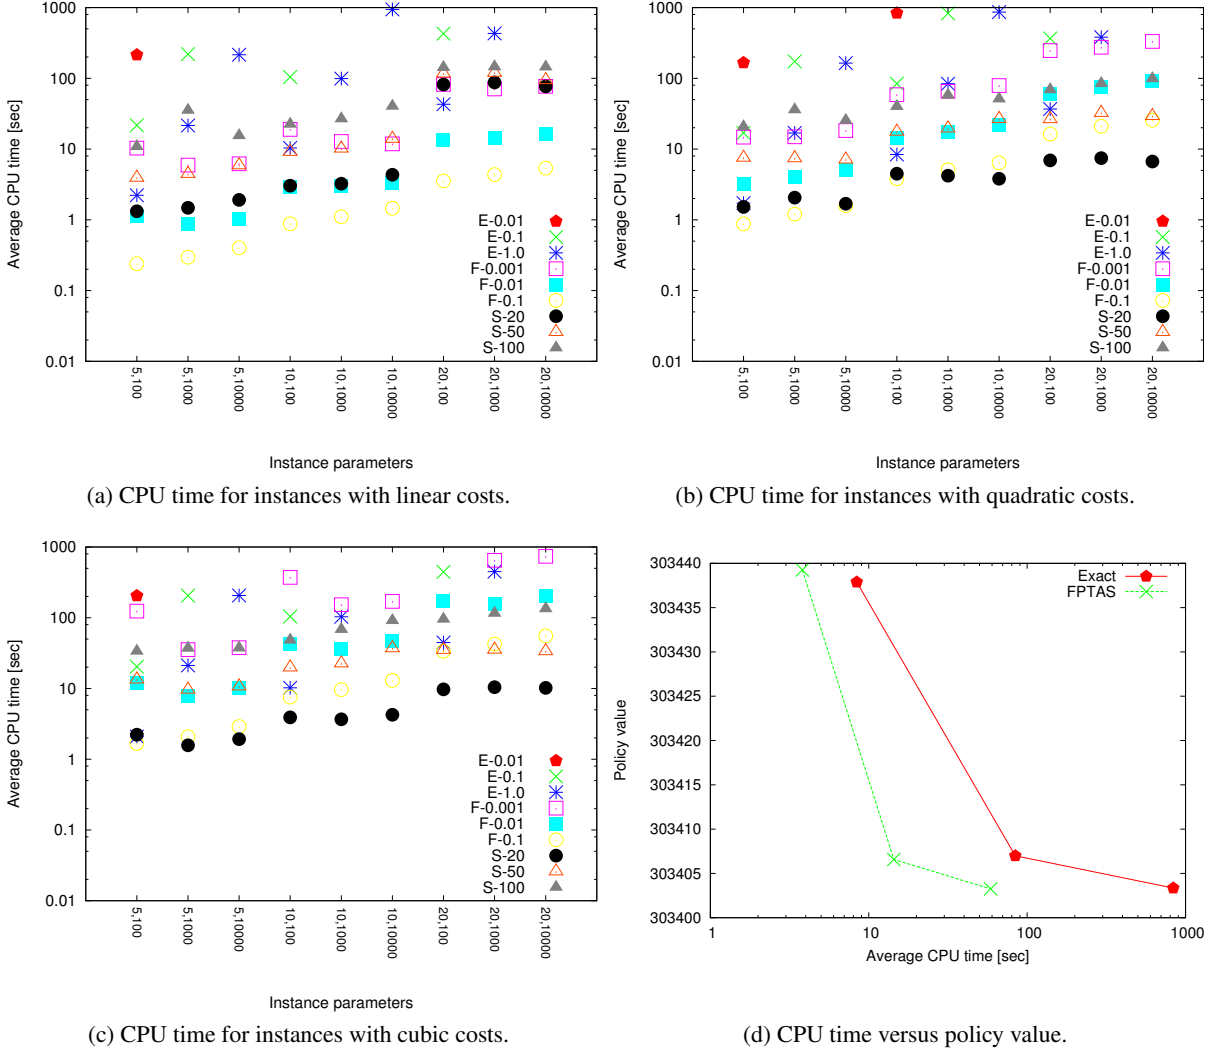 1000
100
10
1
0.1
0.01
Average CPU time [sec]
E-0.01
E-0.1
E-1.0
F-0.001
F-0.01
F-0.1
S-20
S-50
S-100
5,100
5,1000
5,10000
10,100
10,1000
10,10000
20,100
20,1000
20,10000
Instance parameters
(a) CPU time for instances with linear costs.
1000
100
10
1
0.1
0.01
Average CPU time [sec]
E-0.01
E-0.1
E-1.0
F-0.001
F-0.01
F-0.1
S-20
S-50
S-100
5,100
5,1000
5,10000
10,100
10,1000
10,10000
20,100
20,1000
20,10000
Instance parameters
(b) CPU time for instances with quadratic costs.
1000
100
10
1
0.1
0.01
Average CPU time [sec]
E-0.01
E-0.1
E-1.0
F-0.001
F-0.01
F-0.1
S-20
S-50
S-100
5,100
5,1000
5,10000
10,100
10,1000
10,10000
20,100
20,1000
20,10000
Instance parameters
(c) CPU time for instances with cubic costs.
303440
303435
303430
303425
303420
303415
303410
303405
303400
Policy value
Exact
FPTAS
1 10 100 1000
Average CPU time [sec]
(d) CPU time versus policy value.